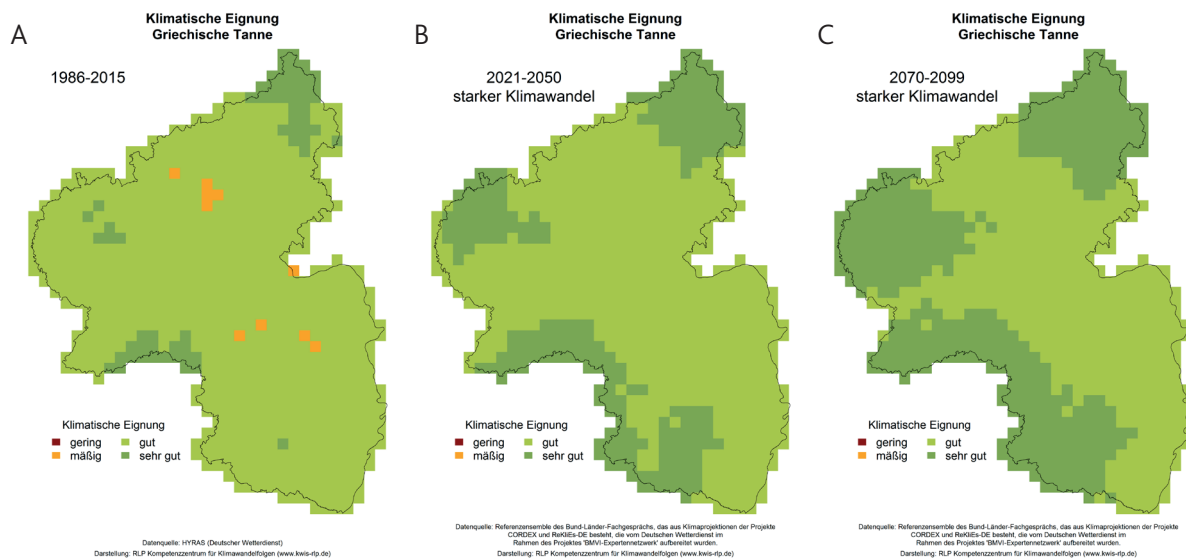 A
Klimatische Eignung
Griechische Tanne
1986-2015
Klimatische Eignung
gering
gut
mäßig
sehr gut
Datenquelle: HYRAS (Deutscher Wetterdienst)
Darstellung: RLP Kompetenzzentrum für Klimawandelfolgen (www.kwis-rlp.de)
B
Klimatische Eignung
Griechische Tanne
2021-2050
starker Klimawandel
Klimatische Eignung
gering
gut
mäßig
sehr gut
Datenquelle: Referenzensemble des Bund-Länder-Fachgesprächs, das aus Klimaprojektionen der Projekte
CORDEX und ReKliEs-DE besteht, die vom Deutschen Wetterdienst im
Rahmen des Projektes 'BMVI-Expertennetzwerk' aufbereitet wurden.
Darstellung: RLP Kompetenzzentrum für Klimawandelfolgen (www.kwis-rlp.de)
C
Klimatische Eignung
Griechische Tanne
2070-2099
starker Klimawandel
Klimatische Eignung
gering
gut
mäßig
sehr gut
Datenquelle: Referenzensemble des Bund-Länder-Fachgesprächs, das aus Klimaprojektionen der Projekte
CORDEX und ReKliEs-DE besteht, die vom Deutschen Wetterdienst im
Rahmen des Projektes 'BMVI-Expertennetzwerk' aufbereitet wurden.
Darstellung: RLP Kompetenzzentrum für Klimawandelfolgen (www.kwis-rlp.de)